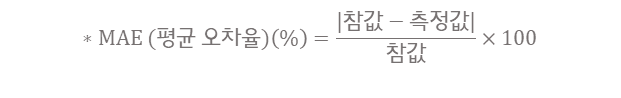 * MAE (평균 오차율)(%) = |참값 − 측정값| / 참값 × 100